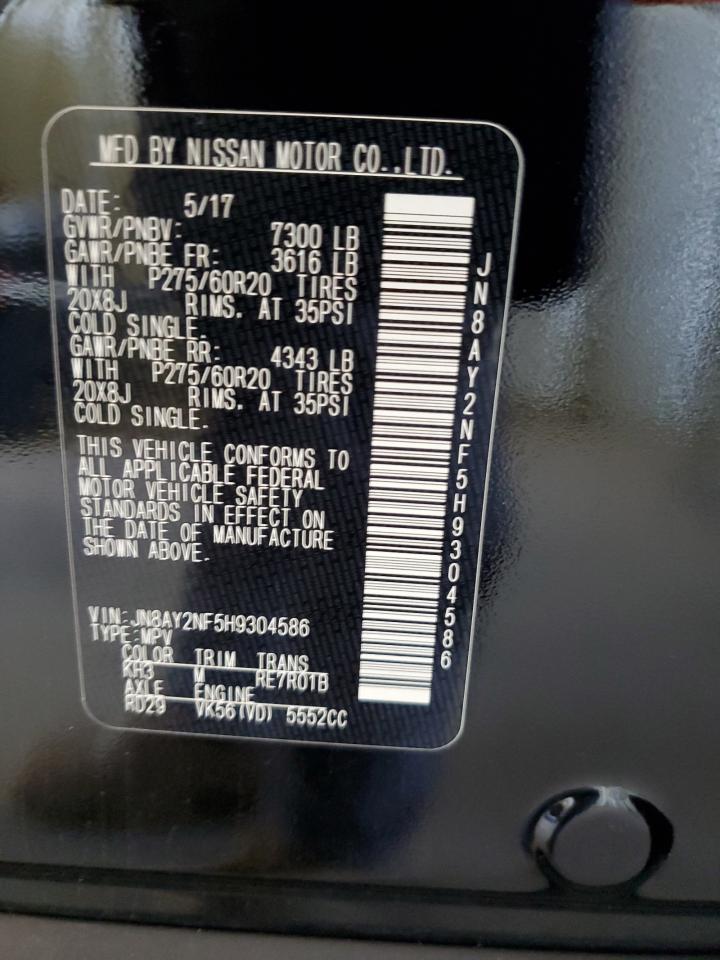 MFD BY NISSAN MOTOR CO.,LTD.
DATE: 5/17
GVWR/PNBV: 7300 LB
GAWR/PNBE FR: 3616 LB
WITH P275/60R20 TIRES
20X8J RIMS. AT 35PSI
COLD SINGLE.
GAWR/PNBE RR: 4343 LB
WITH P275/60R20 TIRES
20X8J RIMS. AT 35PSI
COLD SINGLE.
THIS VEHICLE CONFORMS TO
ALL APPLICABLE FEDERAL
MOTOR VEHICLE SAFETY
STANDARDS IN EFFECT ON
THE DATE OF MANUFACTURE
SHOWN ABOVE.
VIN:JN8AY2NF5H9304586
TYPE:MPV
COLOR TRIM TRANS
KH3 M RE7R01B
AXLE ENGINE
RD29 VK56(VD) 5552CC
JN8AY2NF5H9304586